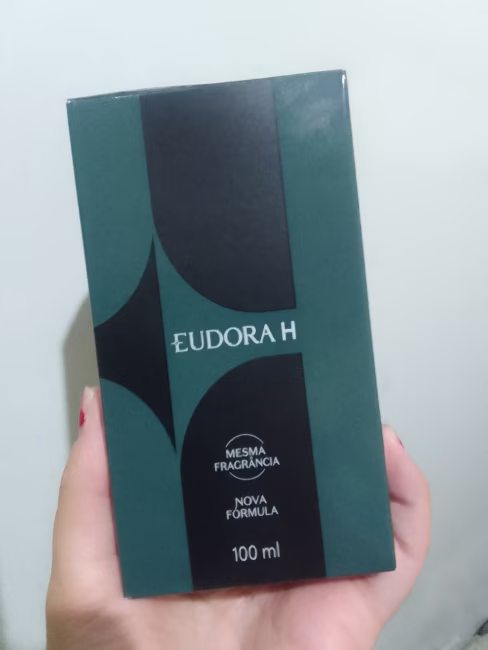 EUDORA H
MESMA
FRAGRÂNCIA
NOVA
FÓRMULA
100 ml